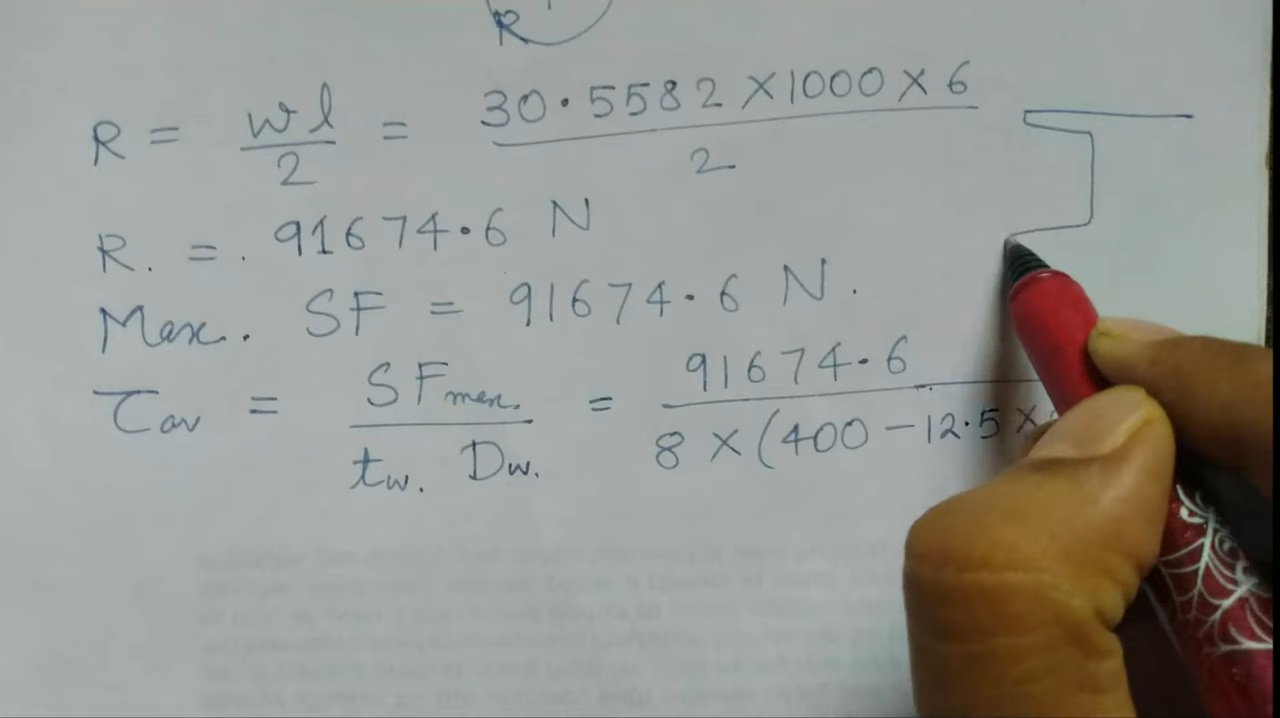 R
R = wl/2 = 30.5582 × 1000 × 6 / 2
R. = . 91674.6 N
Max. SF = 91674.6 N.
τav = SFmax. / tw. Dw. = 91674.6 / 8 × (400 - 12.5 ×